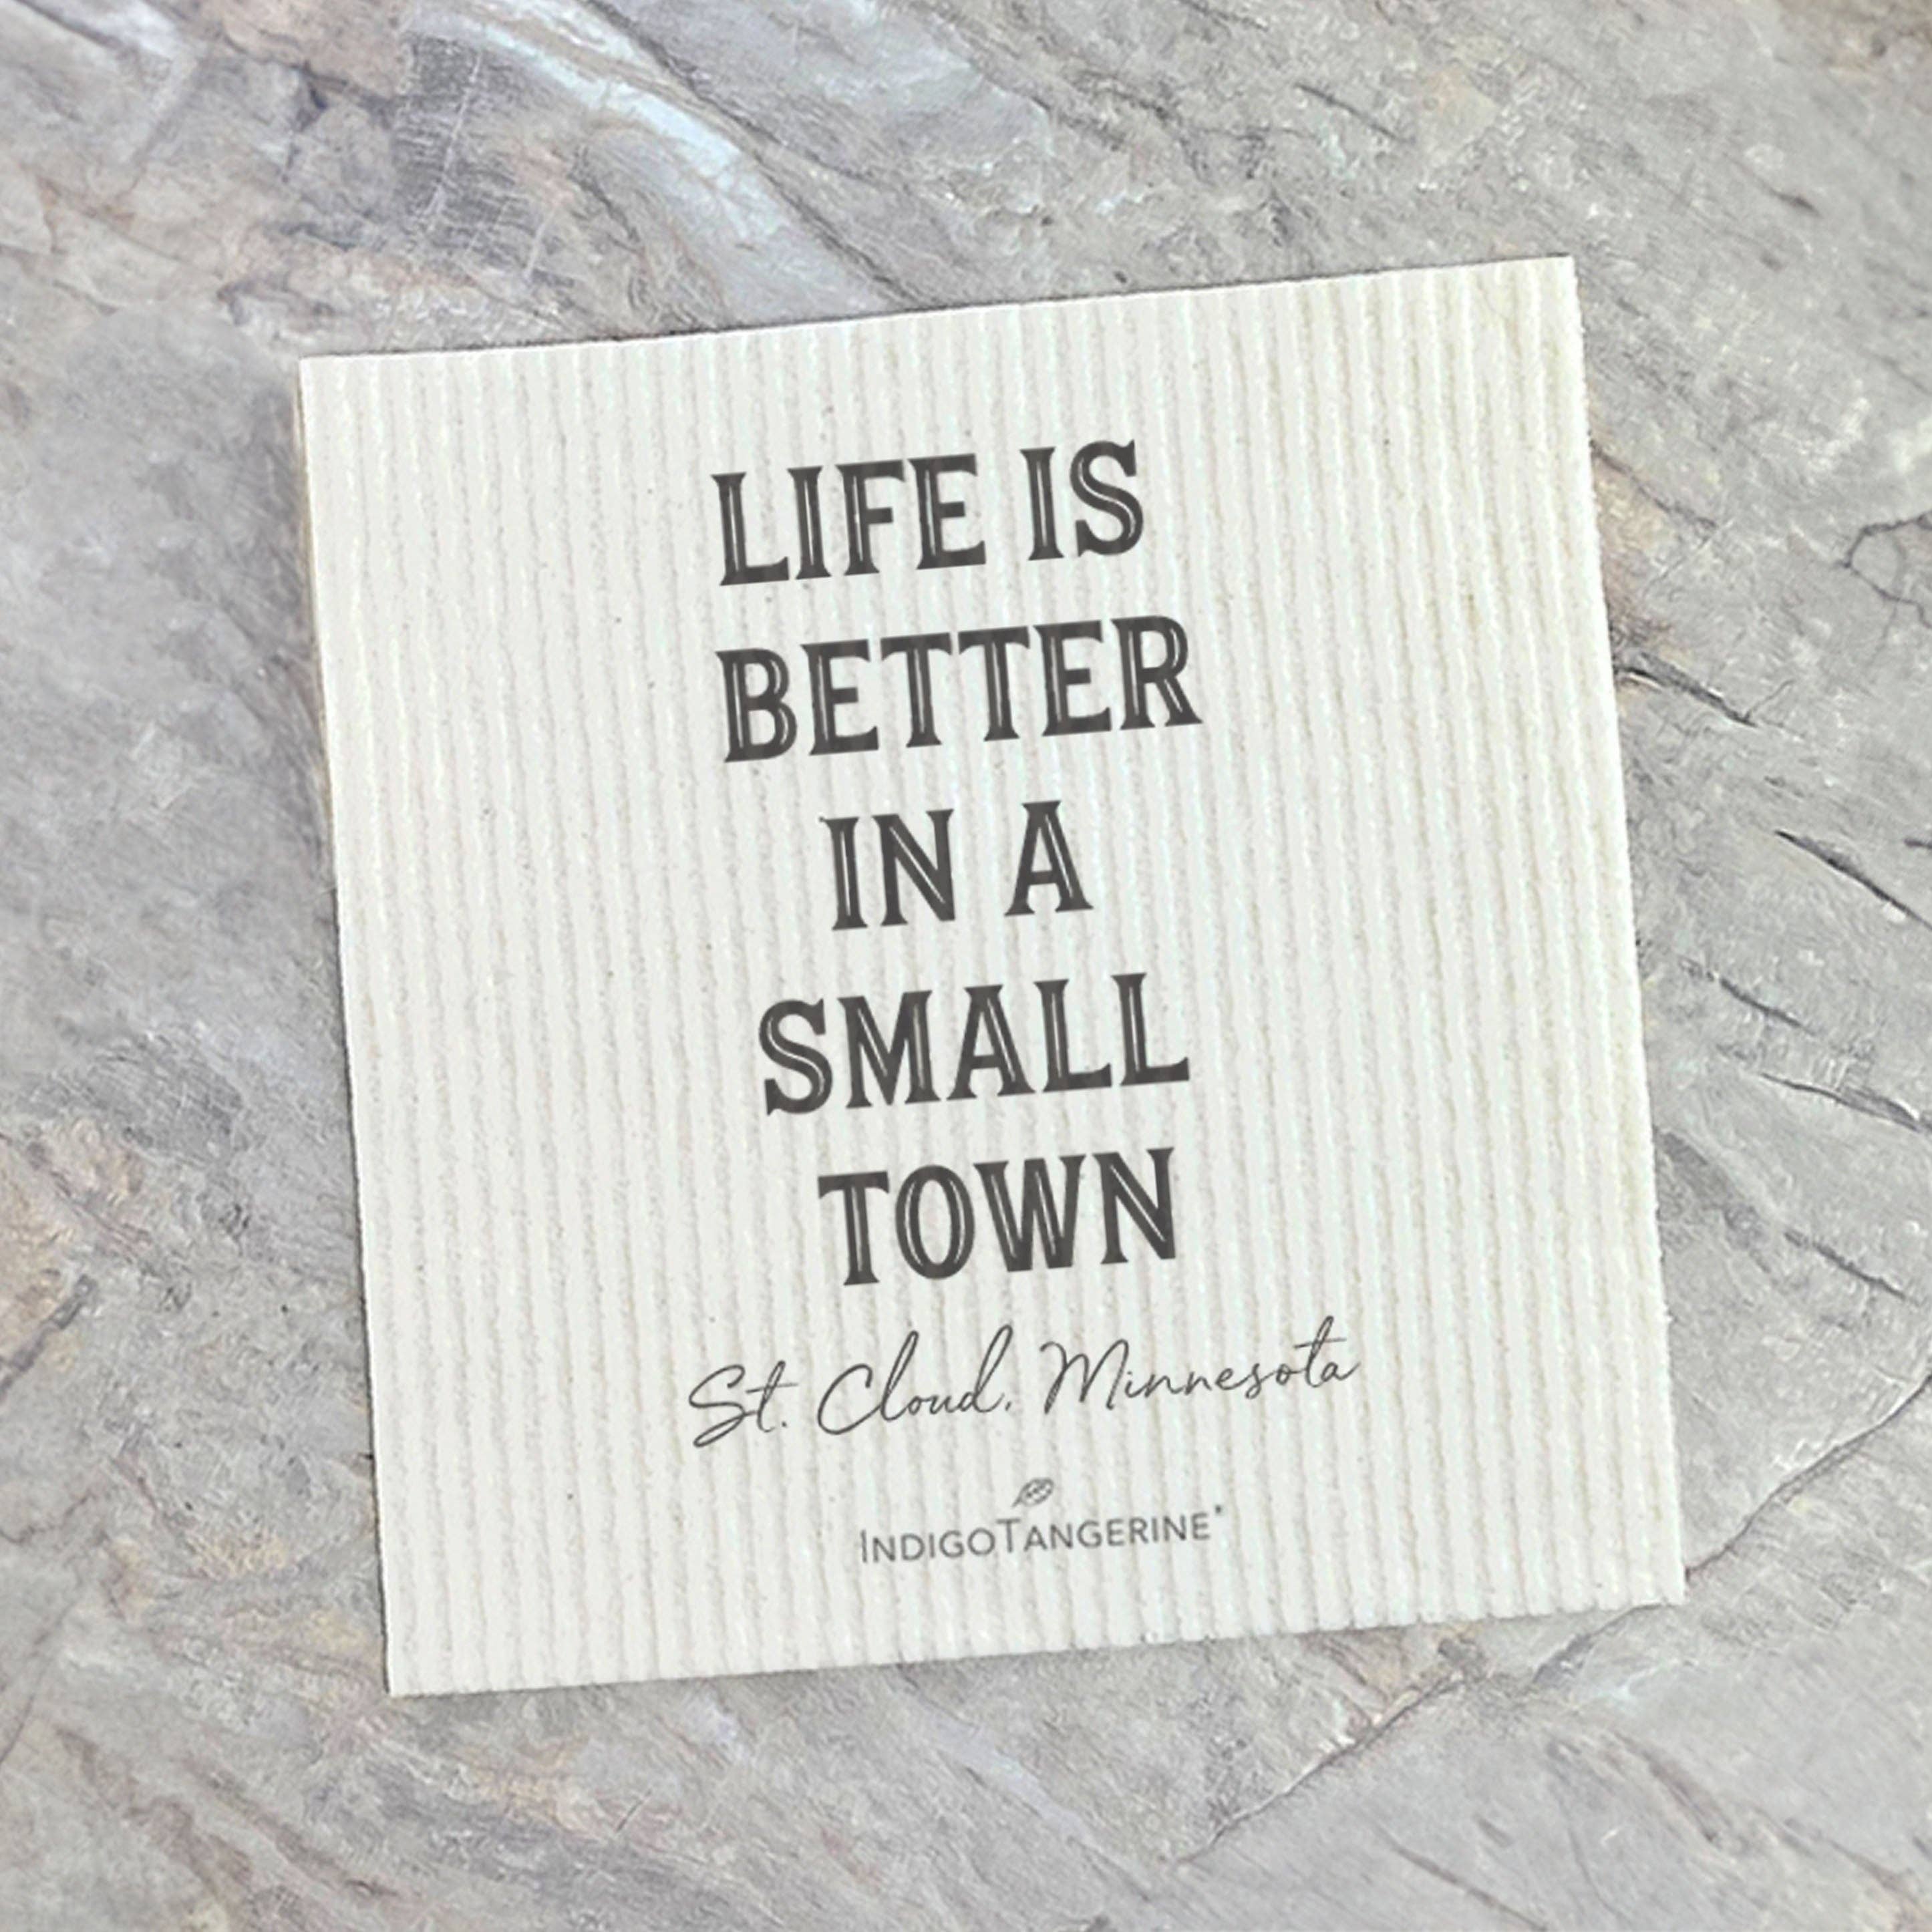 LIFE IS
BETTER
IN A
SMALL
TOWN
St. Cloud, Minnesota
INDIGOTANGERINE®